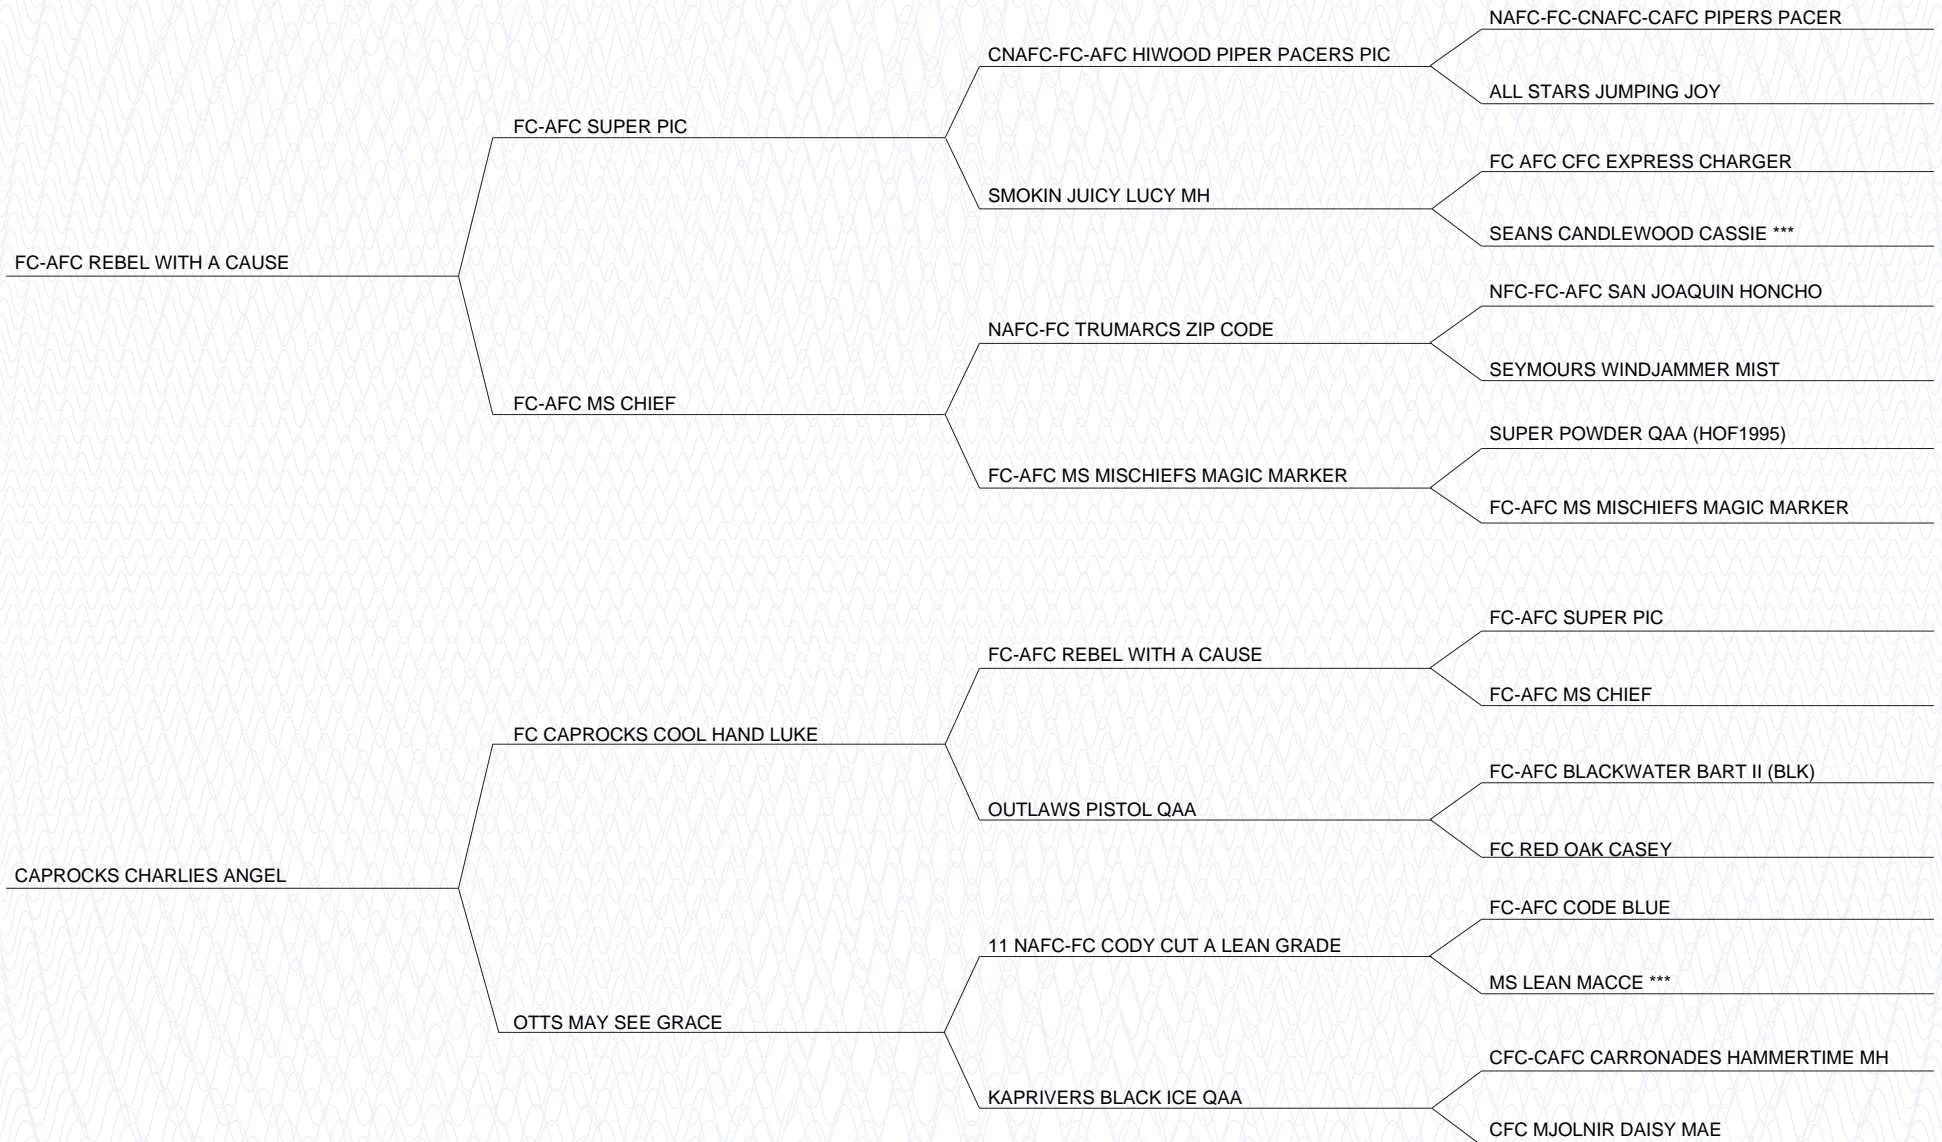 NAFC-FC-CNAFC-CAFC PIPERS PACER
CNAFC-FC-AFC HIWOOD PIPER PACERS PIC
ALL STARS JUMPING JOY
FC-AFC SUPER PIC
FC AFC CFC EXPRESS CHARGER
SMOKIN JUICY LUCY MH
SEANS CANDLEWOOD CASSIE ***
FC-AFC REBEL WITH A CAUSE
NFC-FC-AFC SAN JOAQUIN HONCHO
NAFC-FC TRUMARCS ZIP CODE
SEYMOURS WINDJAMMER MIST
FC-AFC MS CHIEF
SUPER POWDER QAA (HOF1995)
FC-AFC MS MISCHIEFS MAGIC MARKER
FC-AFC MS MISCHIEFS MAGIC MARKER
FC-AFC SUPER PIC
FC-AFC REBEL WITH A CAUSE
FC-AFC MS CHIEF
FC CAPROCKS COOL HAND LUKE
FC-AFC BLACKWATER BART II (BLK)
OUTLAWS PISTOL QAA
FC RED OAK CASEY
CAPROCKS CHARLIES ANGEL
FC-AFC CODE BLUE
11 NAFC-FC CODY CUT A LEAN GRADE
MS LEAN MACCE ***
OTTS MAY SEE GRACE
CFC-CAFC CARRONADES HAMMERTIME MH
KAPRIVERS BLACK ICE QAA
CFC MJOLNIR DAISY MAE